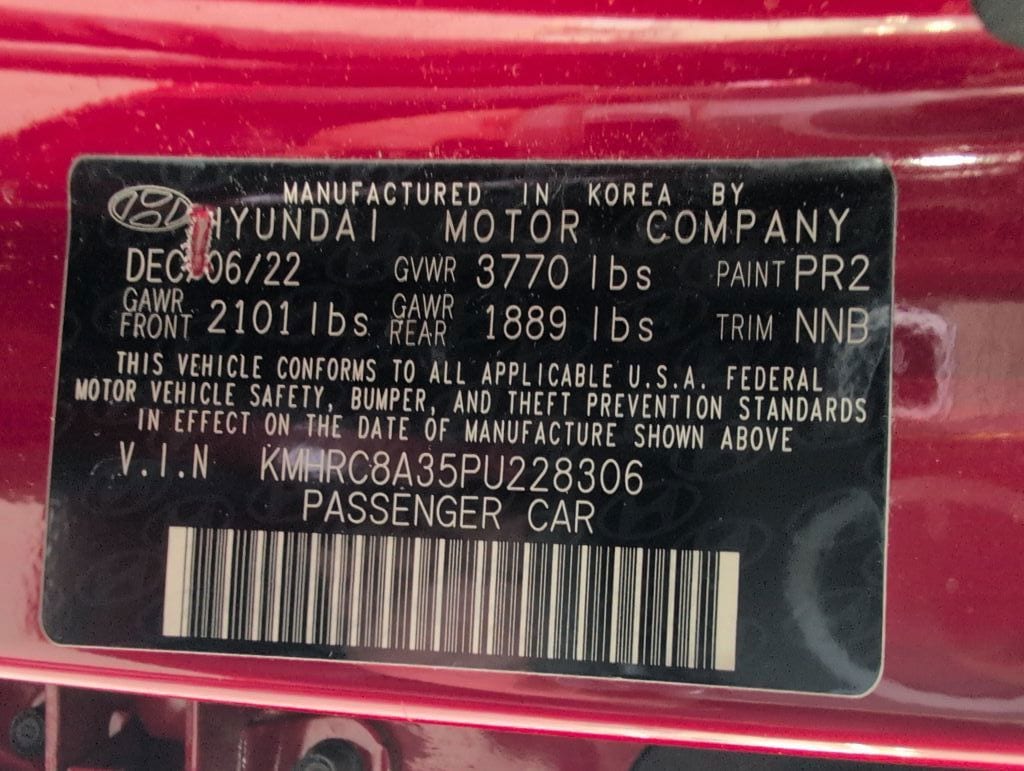 MANUFACTURED IN KOREA BY
HYUNDAI MOTOR COMPANY
DEC/06/22 GVWR 3770 lbs PAINT PR2
GAWR FRONT 2101 lbs GAWR REAR 1889 lbs TRIM NNB
THIS VEHICLE CONFORMS TO ALL APPLICABLE U.S.A. FEDERAL
MOTOR VEHICLE SAFETY, BUMPER, AND THEFT PREVENTION STANDARDS
IN EFFECT ON THE DATE OF MANUFACTURE SHOWN ABOVE
V.I.N KMHRC8A35PU228306
PASSENGER CAR